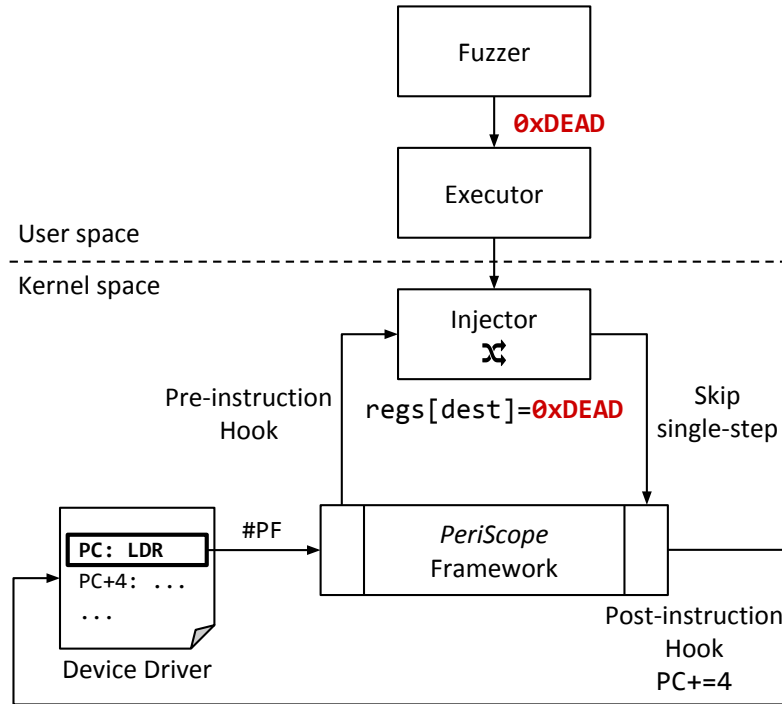 Fuzzer
0xDEAD
Executor
User space
Kernel space
Injector
Pre-instruction
Hook
regs[dest]=0xDEAD
Skip
single-step
#PF
PC: LDR
PC+4: ...
...
PeriScope
Framework
Device Driver
Post-instruction
Hook
PC+=4